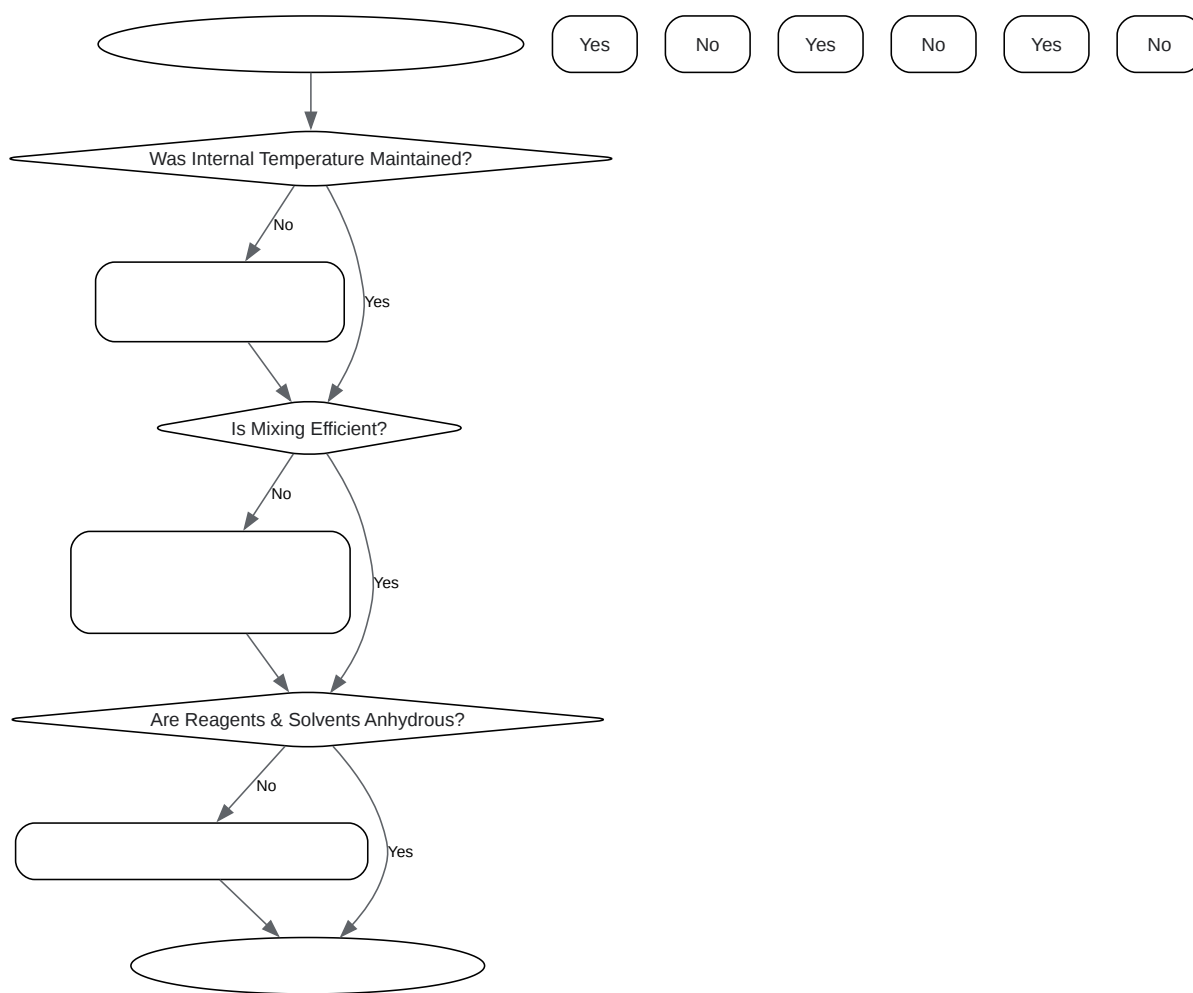 Yes
No
Yes
No
Yes
No
Was Internal Temperature Maintained?
No
Yes
Is Mixing Efficient?
No
Yes
Are Reagents & Solvents Anhydrous?
No
Yes